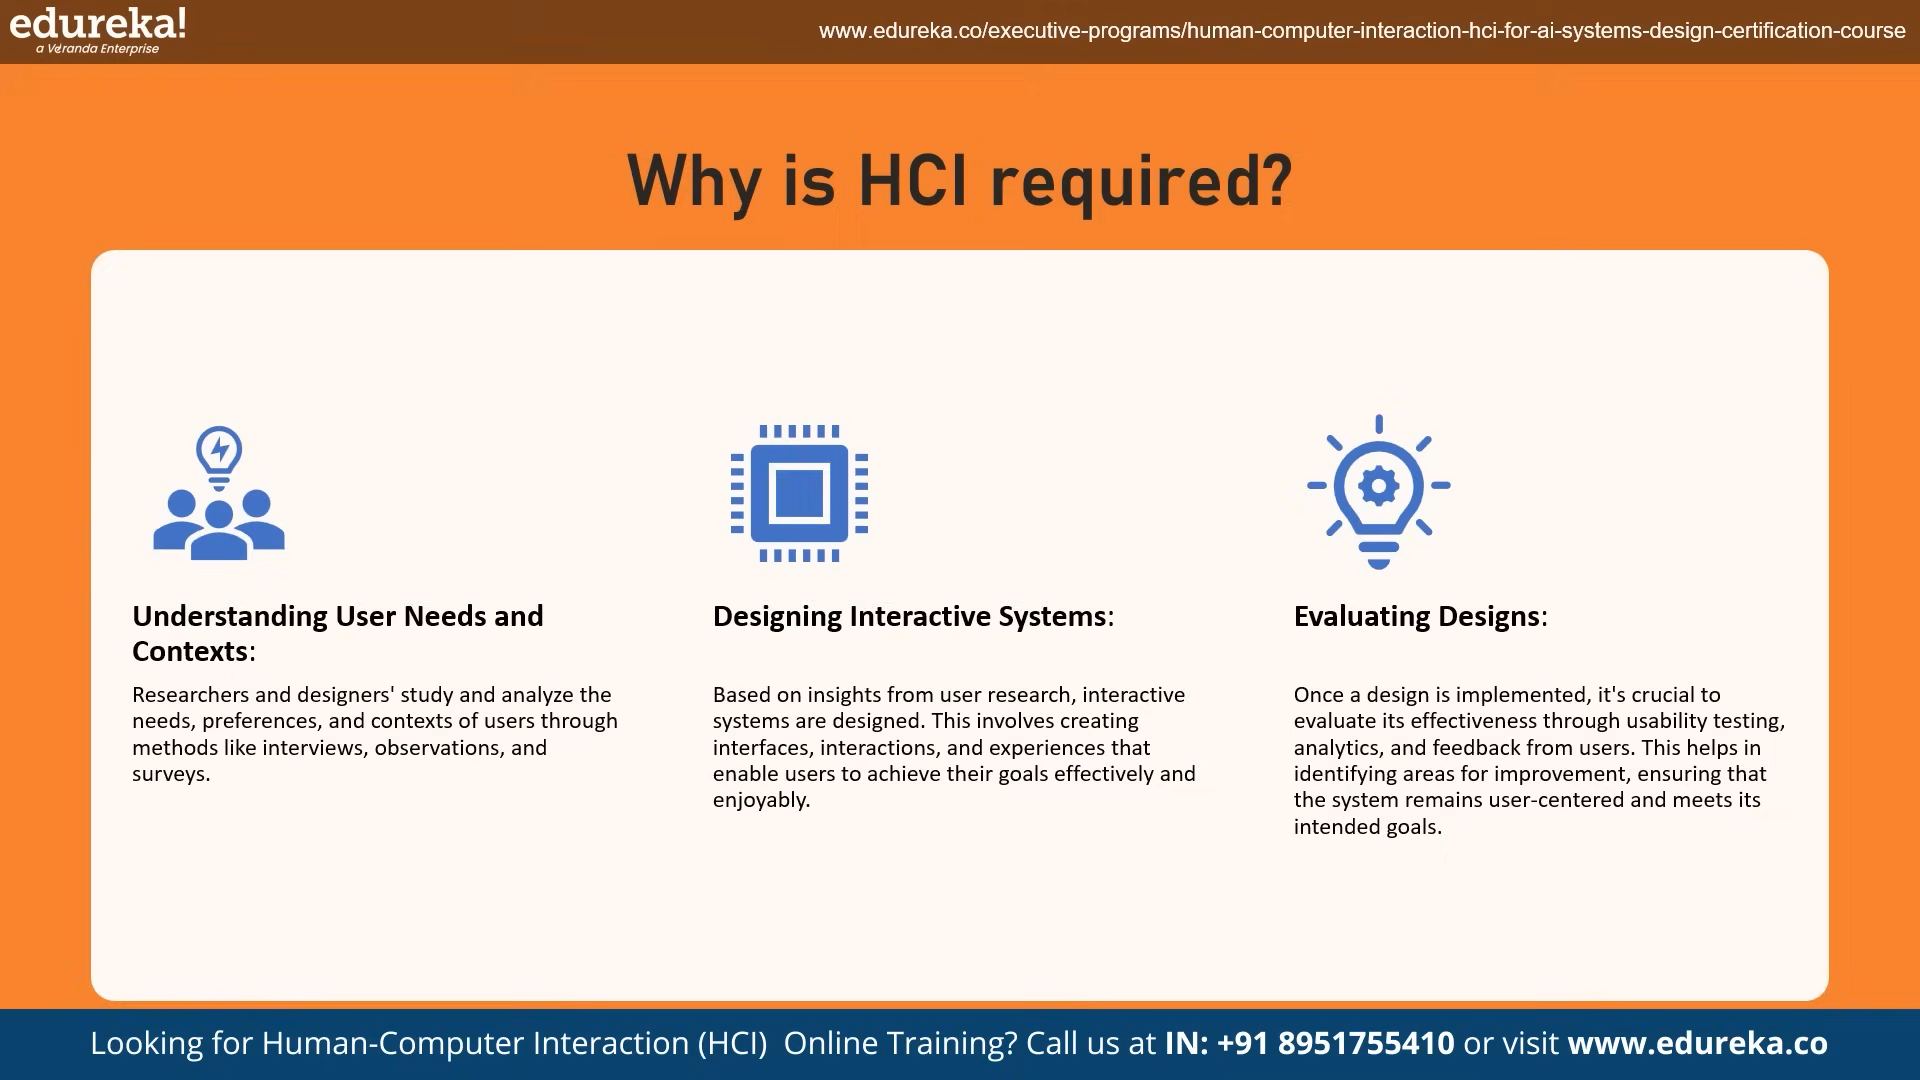 edureka!
a Veranda Enterprise
www.edureka.co/executive-programs/human-computer-interaction-hci-for-ai-systems-design-certification-course
Why is HCI required?
Understanding User Needs and
Contexts:
Researchers and designers' study and analyze the
needs, preferences, and contexts of users through
methods like interviews, observations, and
surveys.
Designing Interactive Systems:
Based on insights from user research, interactive
systems are designed. This involves creating
interfaces, interactions, and experiences that
enable users to achieve their goals effectively and
enjoyably.
Evaluating Designs:
Once a design is implemented, it's crucial to
evaluate its effectiveness through usability testing,
analytics, and feedback from users. This helps in
identifying areas for improvement, ensuring that
the system remains user-centered and meets its
intended goals.
Looking for Human-Computer Interaction (HCI)  Online Training? Call us at IN: +91 8951755410 or visit www.edureka.co